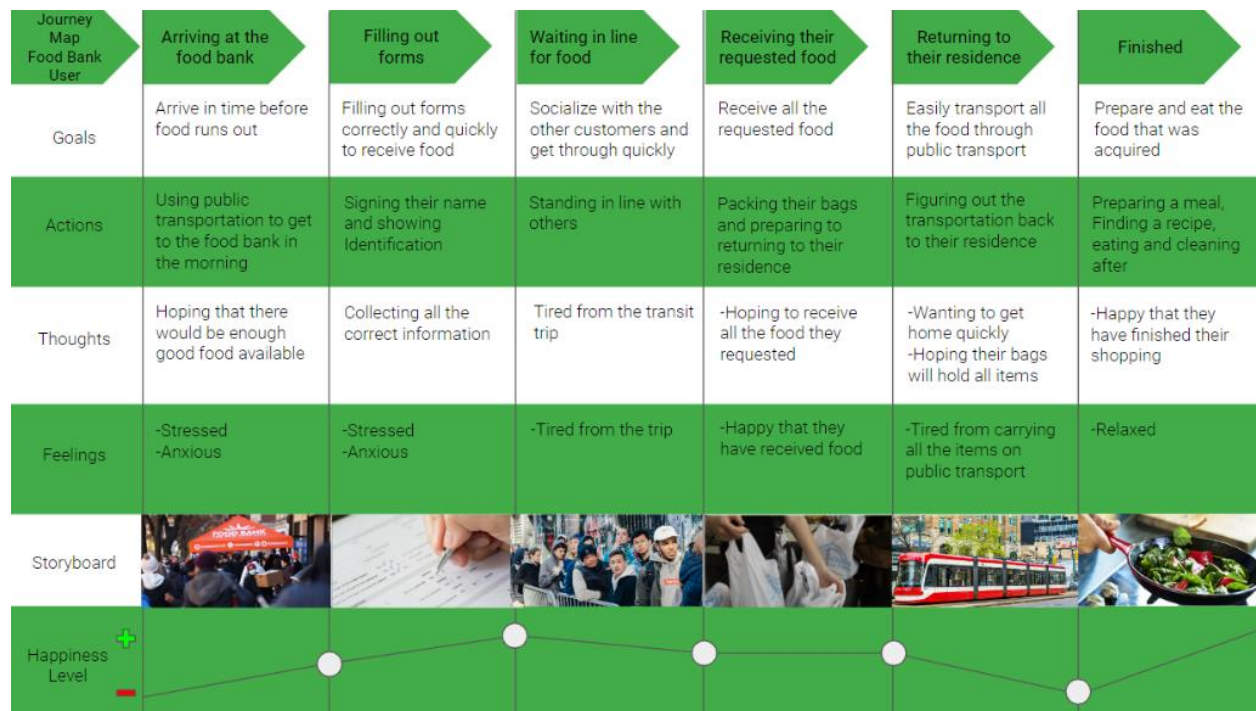 Journey
Map
Food Bank
User
Arriving at the
food bank
Filling out
forms
Waiting in line
for food
Receiving their
requested food
Returning to
their residence
Finished
Goals
Arrive in time before
food runs out
Filling out forms
correctly and quickly
to receive food
Socialize with the
other customers and
get through quickly
Receive all the
requested food
Easily transport all
the food through
public transport
Prepare and eat the
food that was
acquired
Actions
Using public
transportation to get
to the food bank in
the morning
Signing their name
and showing
Identification
Standing in line with
others
Packing their bags
and preparing to
returning to their
residence
Figuring out the
transportation back
to their residence
Preparing a meal,
Finding a recipe,
eating and cleaning
after
Thoughts
Hoping that there
would be enough
good food available
Collecting all the
correct information
Tired from the transit
trip
-Hoping to receive
all the food they
requested
-Wanting to get
home quickly
-Hoping their bags
will hold all items
-Happy that they
have finished their
shopping
Feelings
-Stressed
-Anxious
-Stressed
-Anxious
-Tired from the trip
-Happy that they
have received food
-Tired from carrying
all the items on
public transport
-Relaxed
Storyboard
FOOD BANK
Happiness
Level